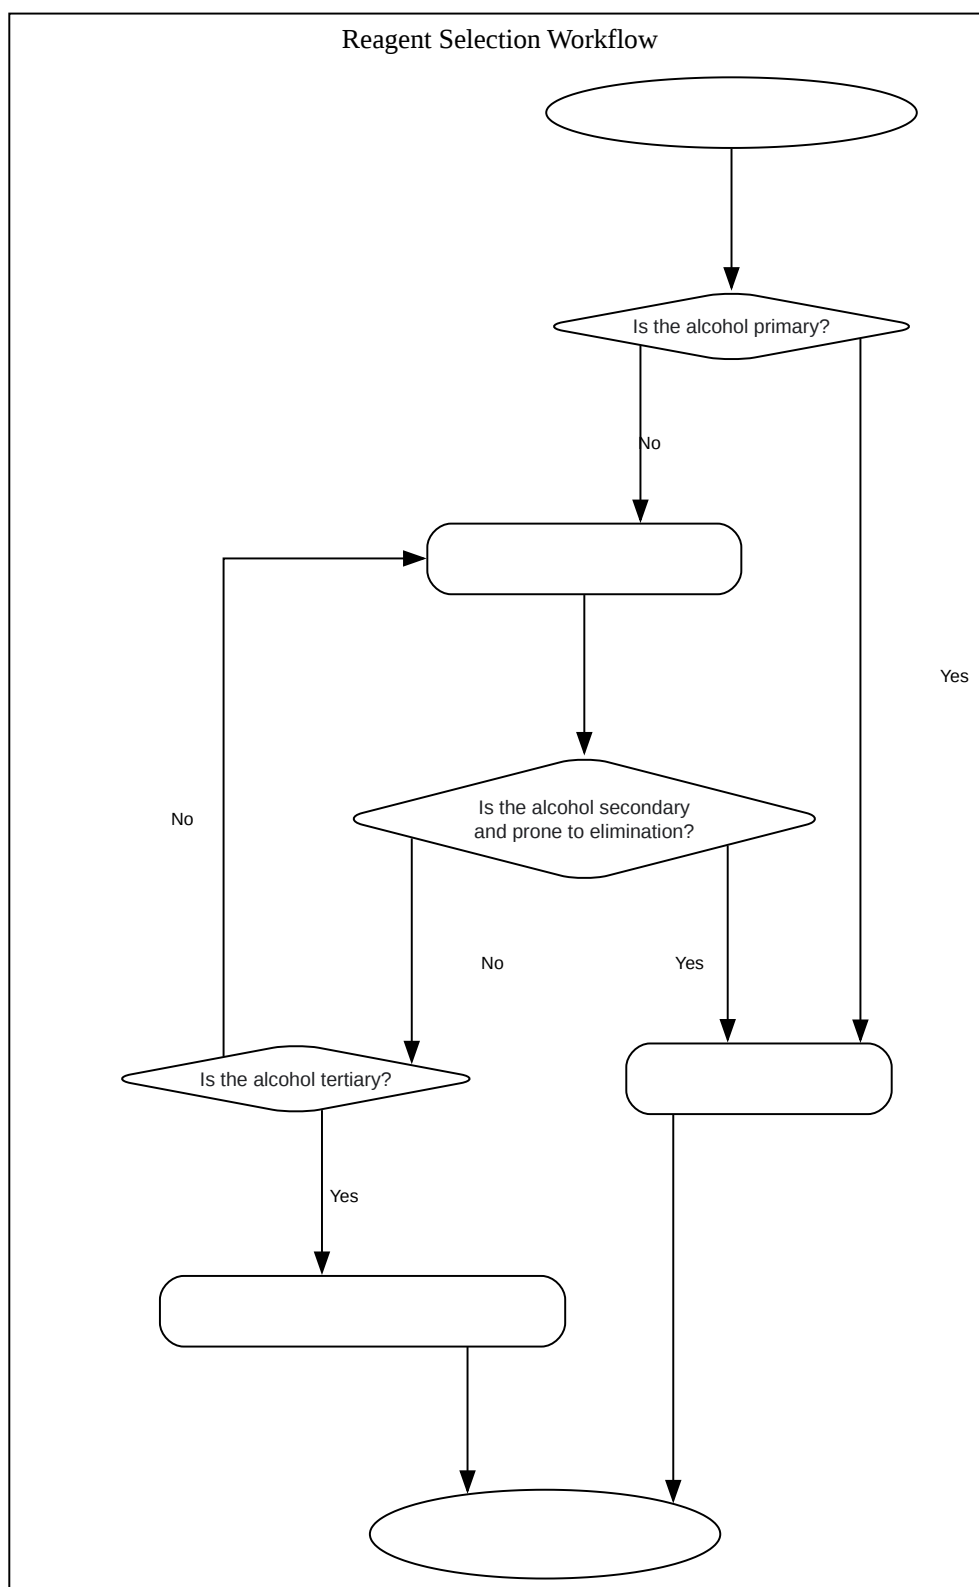 Reagent Selection Workflow
Is the alcohol primary?
No
Yes
Is the alcohol secondary
and prone to elimination?
No
No
Yes
Is the alcohol tertiary?
Yes